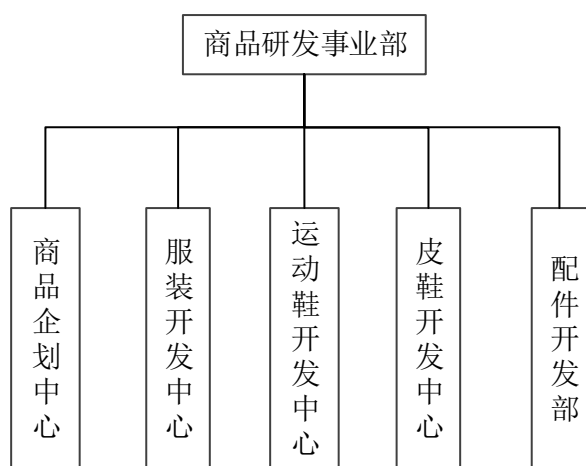 商品研发事业部
商品企划中心
服装开发中心
运动鞋开发中心
皮鞋开发中心
配件开发部